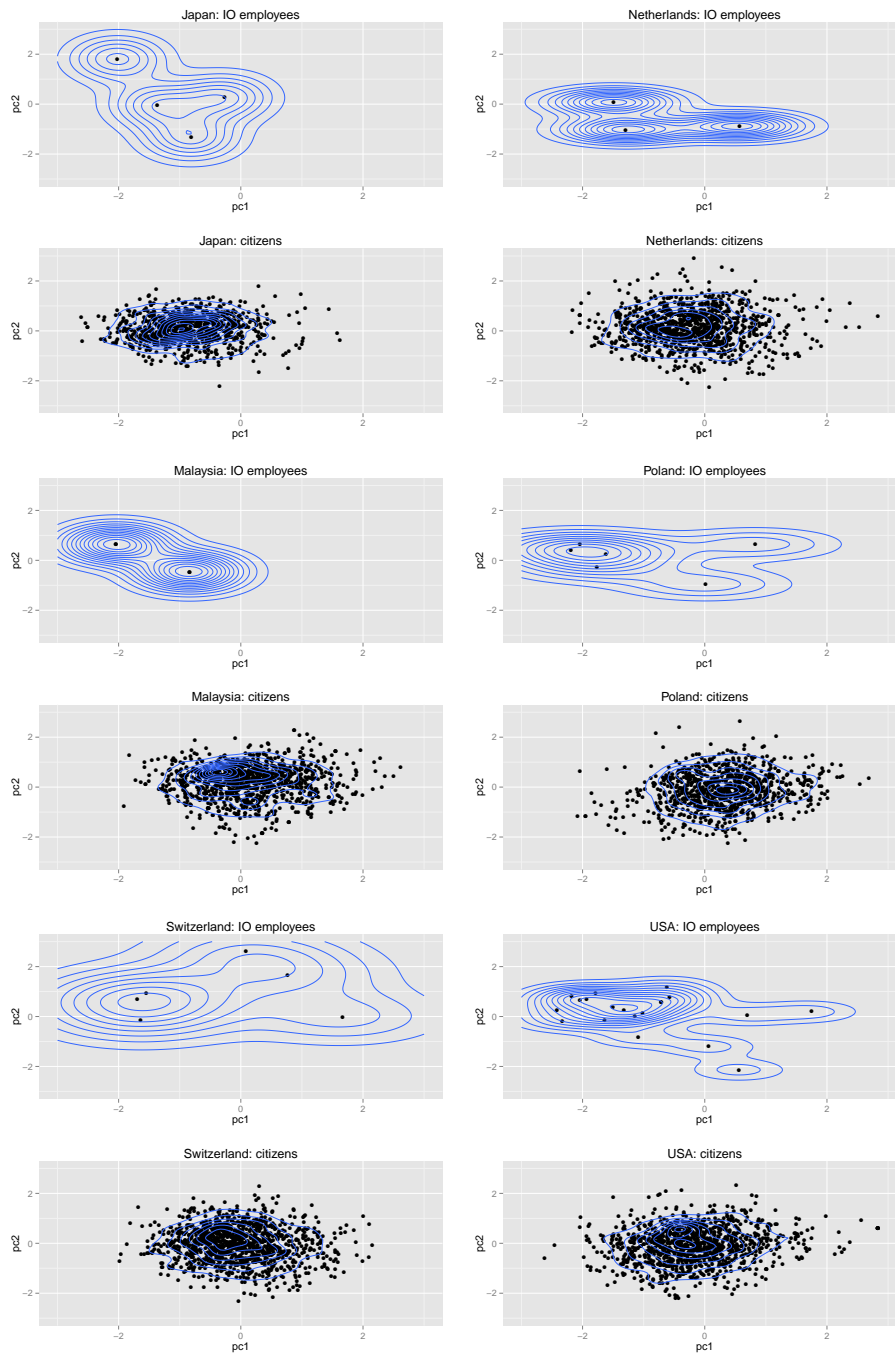 Japan: IO employees
Netherlands: IO employees
pc2
2
0
−2
−2
0
2
pc1
pc2
2
0
−2
−2
0
2
pc1
Japan: citizens
Netherlands: citizens
pc2
2
0
−2
−2
0
2
pc1
pc2
2
0
−2
−2
0
2
pc1
Malaysia: IO employees
Poland: IO employees
pc2
2
0
−2
−2
0
2
pc1
pc2
2
0
−2
−2
0
2
pc1
Malaysia: citizens
Poland: citizens
pc2
2
0
−2
−2
0
2
pc1
pc2
2
0
−2
−2
0
2
pc1
Switzerland: IO employees
USA: IO employees
pc2
2
0
−2
−2
0
2
pc1
pc2
2
0
−2
−2
0
2
pc1
Switzerland: citizens
USA: citizens
pc2
2
0
−2
−2
0
2
pc1
pc2
2
0
−2
−2
0
2
pc1